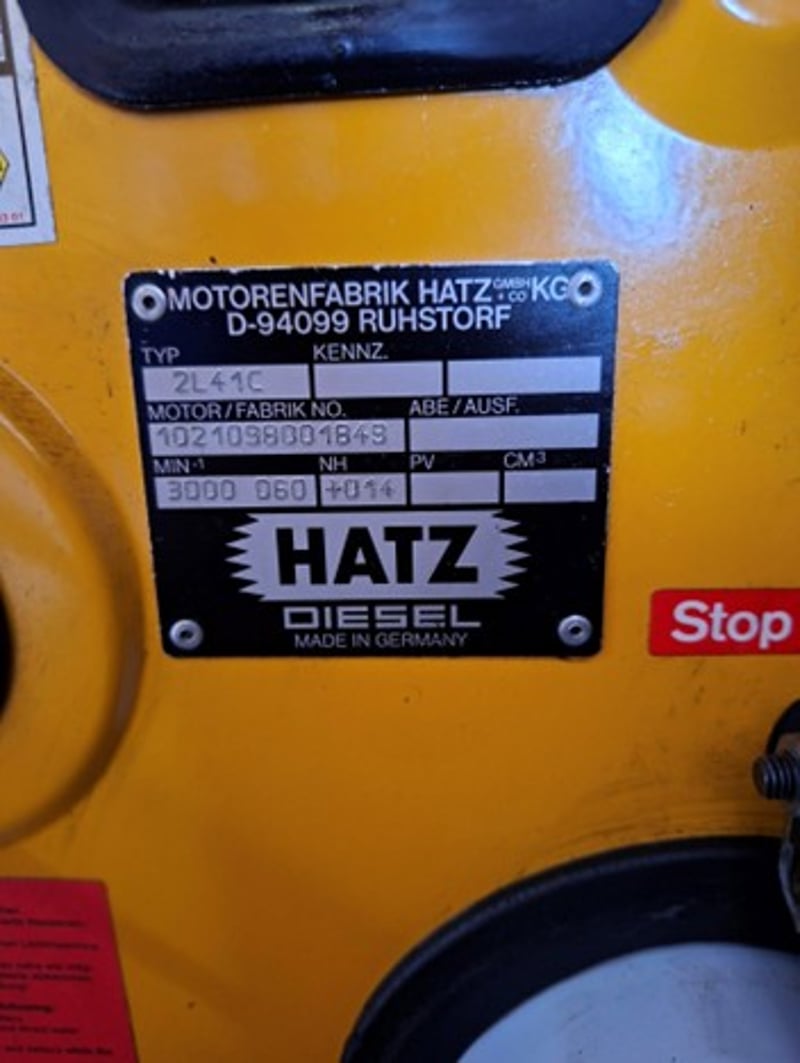 MOTORENFABRIK HATZ GMBH + CO KG
D-94099 RUHSTORF
TYP KENNZ.
2L41C
MOTOR/FABRIK NO. ABE/AUSF.
1021098001849
MIN-1 NH PV CM3
3000 060 +014
HATZ
DIESEL
MADE IN GERMANY
Stop